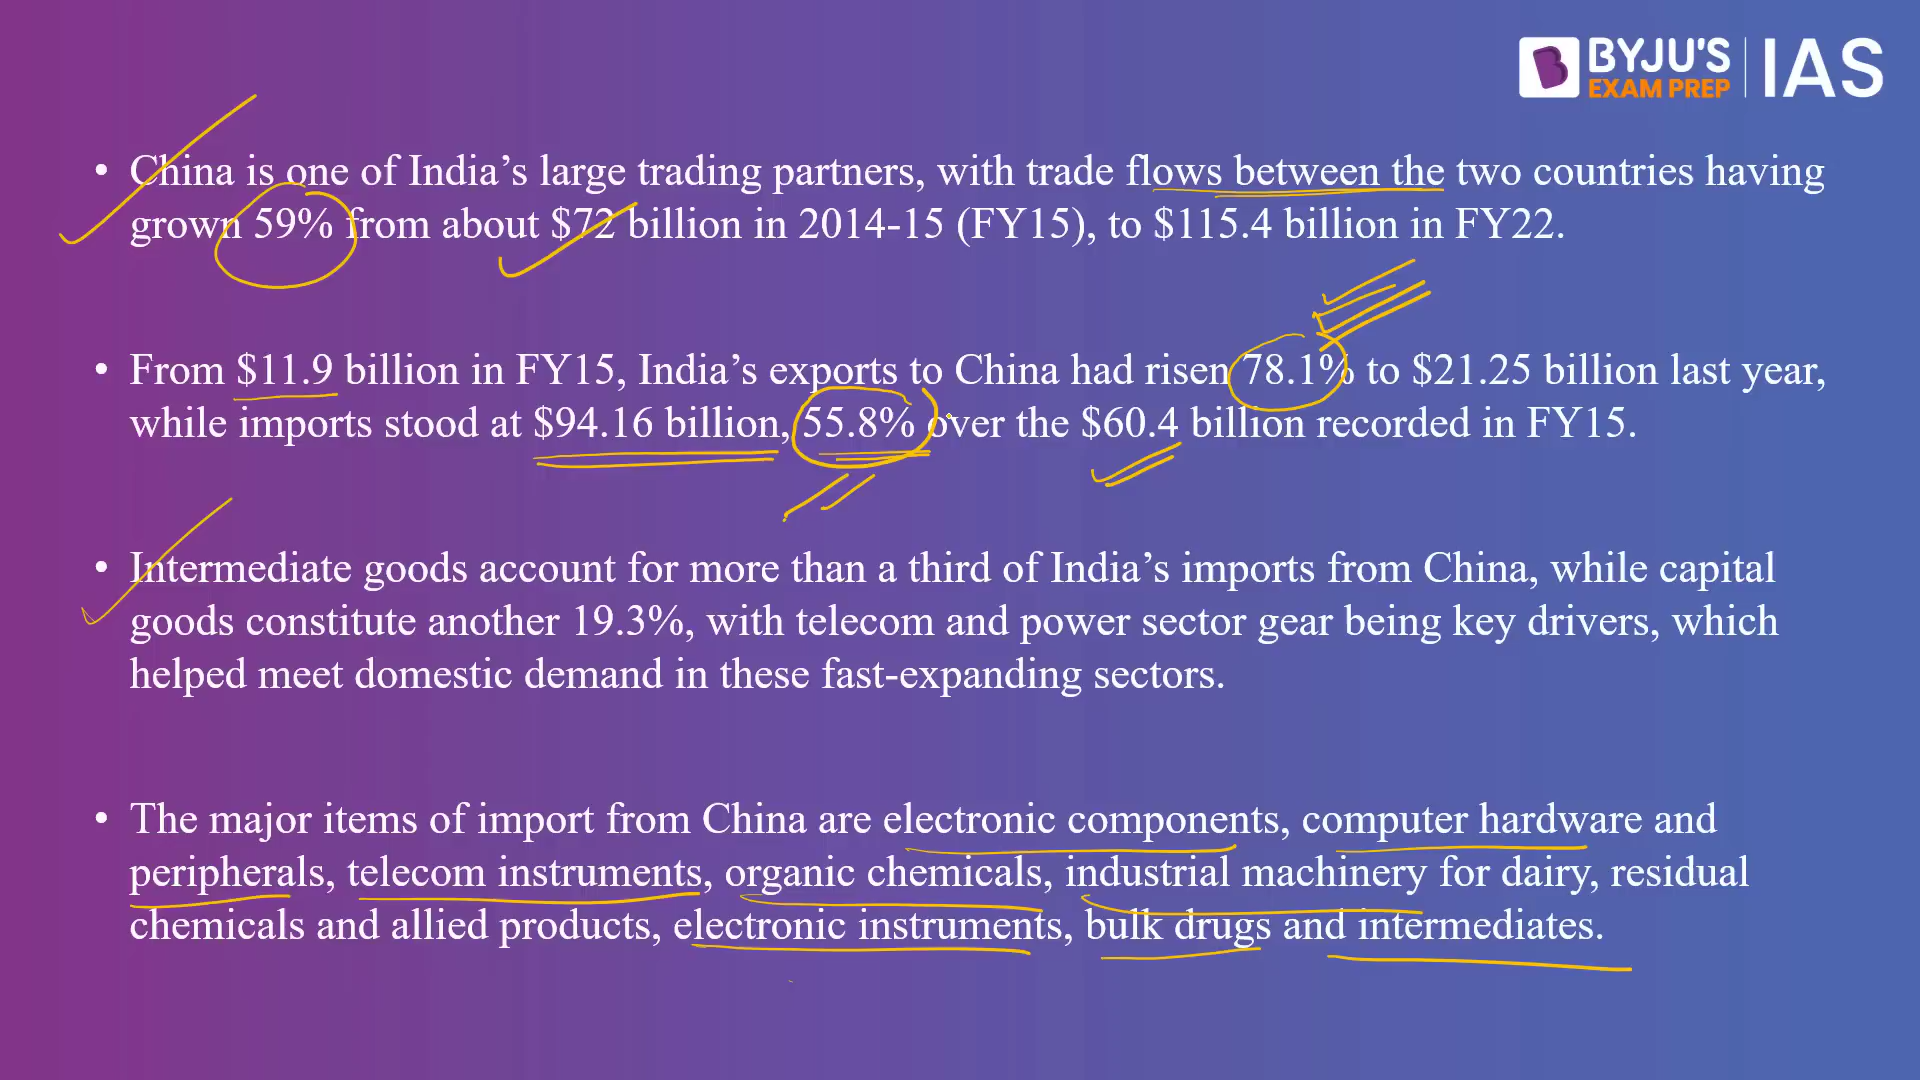 BYJU'S
EXAM PREP
IAS
• China is one of India’s large trading partners, with trade flows between the two countries having
grown 59% from about $72 billion in 2014-15 (FY15), to $115.4 billion in FY22.
• From $11.9 billion in FY15, India’s exports to China had risen 78.1% to $21.25 billion last year,
while imports stood at $94.16 billion, 55.8% over the $60.4 billion recorded in FY15.
• Intermediate goods account for more than a third of India’s imports from China, while capital
goods constitute another 19.3%, with telecom and power sector gear being key drivers, which
helped meet domestic demand in these fast-expanding sectors.
• The major items of import from China are electronic components, computer hardware and
peripherals, telecom instruments, organic chemicals, industrial machinery for dairy, residual
chemicals and allied products, electronic instruments, bulk drugs and intermediates.